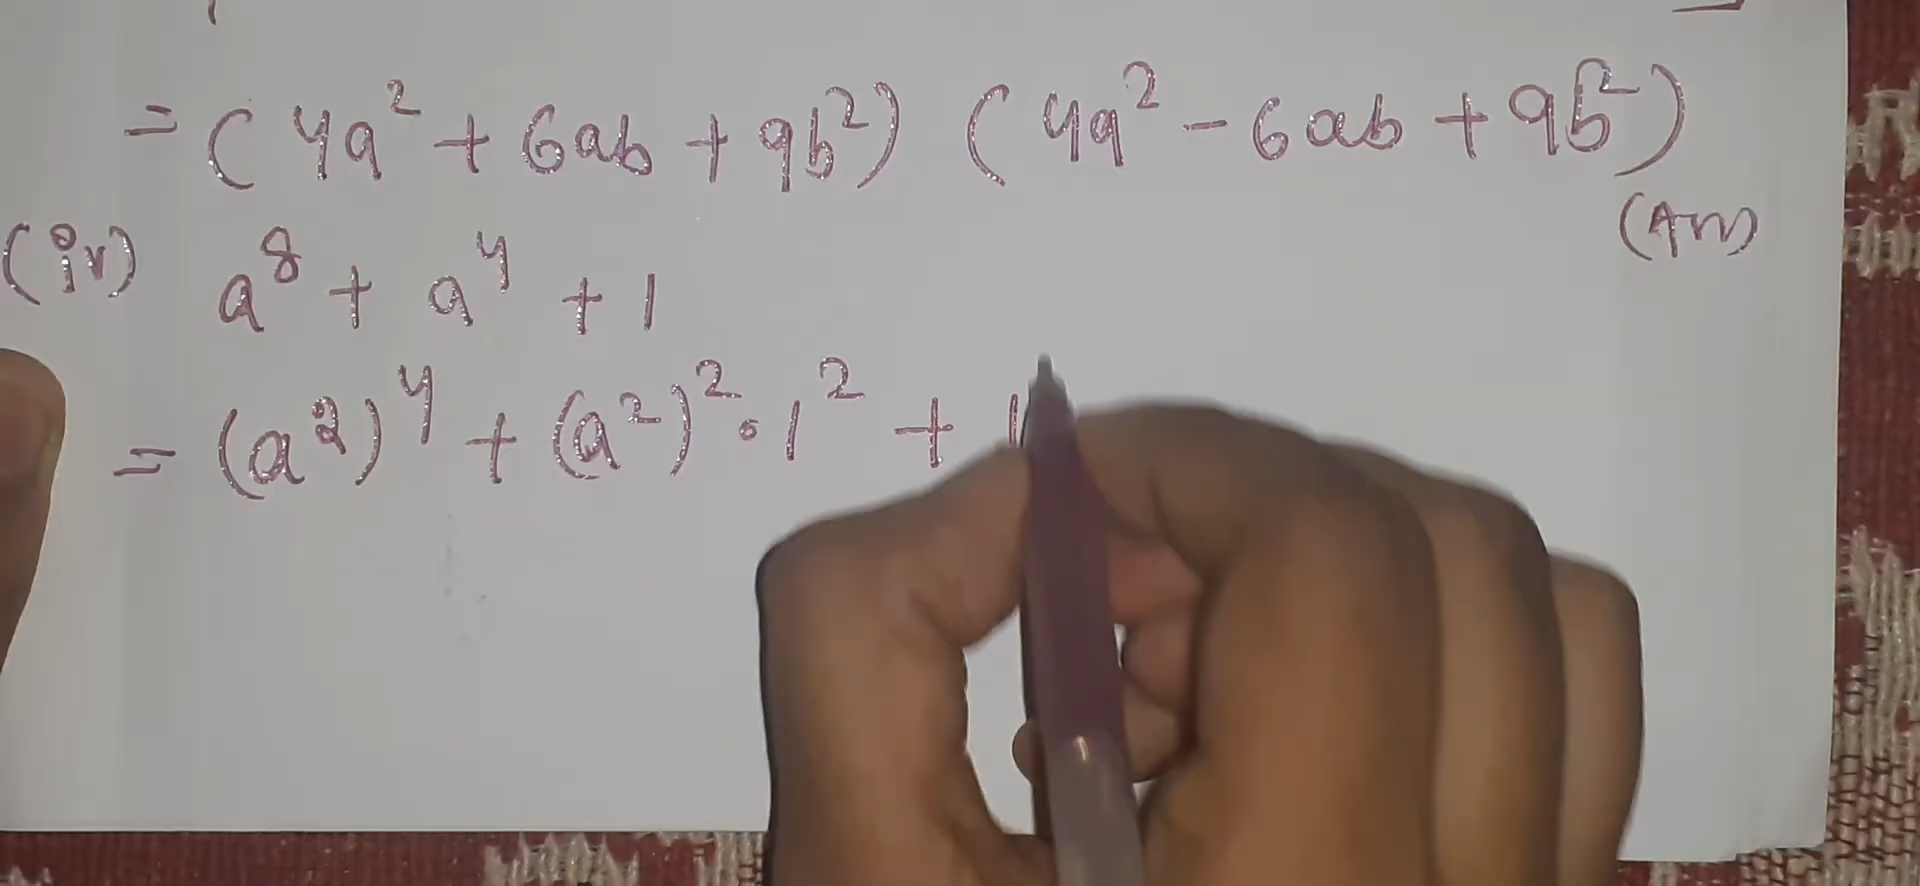 = (4a² + 6ab + 9b²) (4a² - 6ab + 9b²)
(Ans)
(iv) a⁸ + a⁴ + 1
= (a²)⁴ + (a²)² · 1² + 1